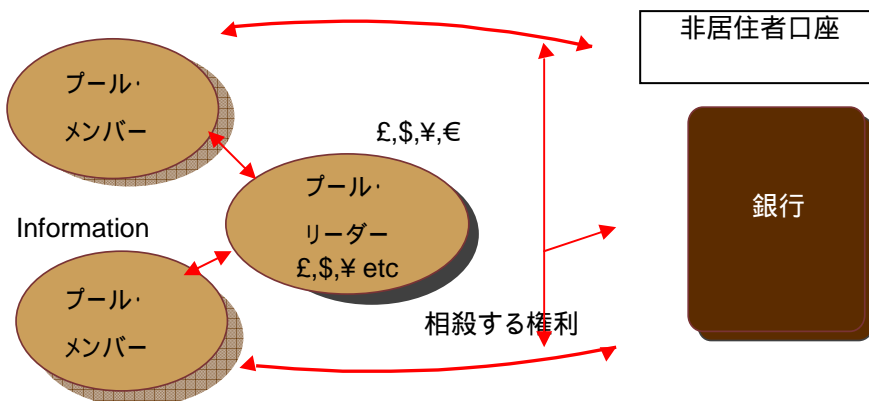 非居住者口座
プール･
メンバー
£,$,¥,€
プール･
リーダー
£,$,¥ etc
銀行
Information
プール･
メンバー
相殺する権利